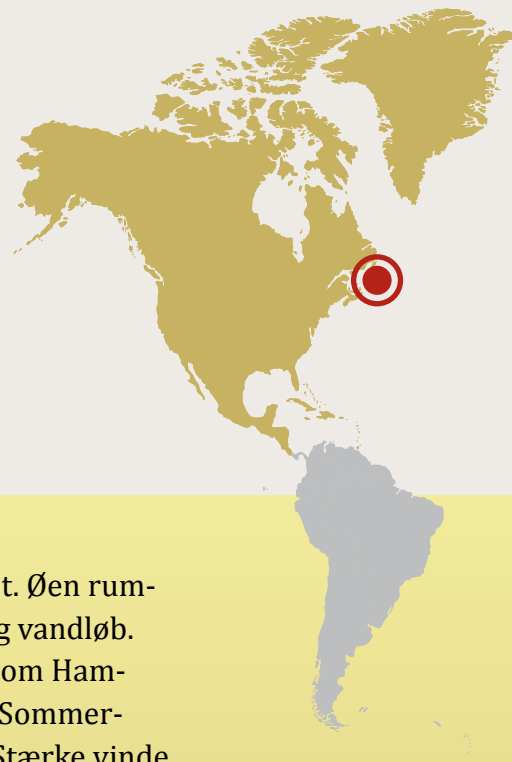 t. Øen rum-
g vandløb.
om Ham-
Sommer-
Stærke vinde